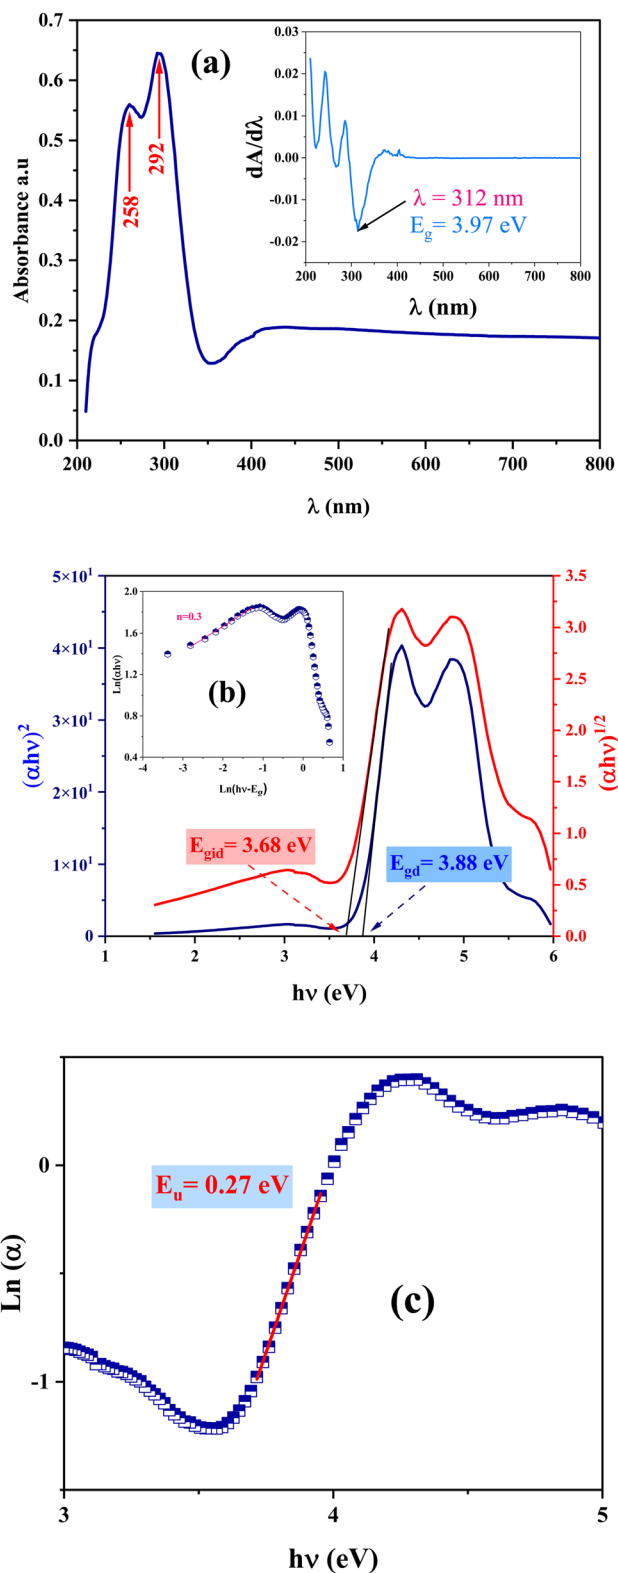 (a)
0.7
0.6
0.5
0.4
0.3
0.2
0.1
0.0
Absorbance a.u
258
292
200 300 400 500 600 700 800
λ (nm)
0.03
0.02
0.01
0.00
-0.01
-0.02
dA/dλ
λ = 312 nm
Eg= 3.97 eV
200 300 400 500 600 700 800
λ (nm)
5×10¹
4×10¹
3×10¹
2×10¹
1×10¹
0
(αhν)²
2.0
1.6
1.2
0.8
0.4
Ln(αhν)
n=0.3
(b)
-4 -3 -2 -1 0 1
Ln(hν-Eg)
3.5
3.0
2.5
2.0
1.5
1.0
0.5
0.0
(αhν)1/2
Egid= 3.68 eV
Egd= 3.88 eV
1 2 3 4 5 6
hν (eV)
0
-1
Ln (α)
Eu= 0.27 eV
(c)
3 4 5
hν (eV)